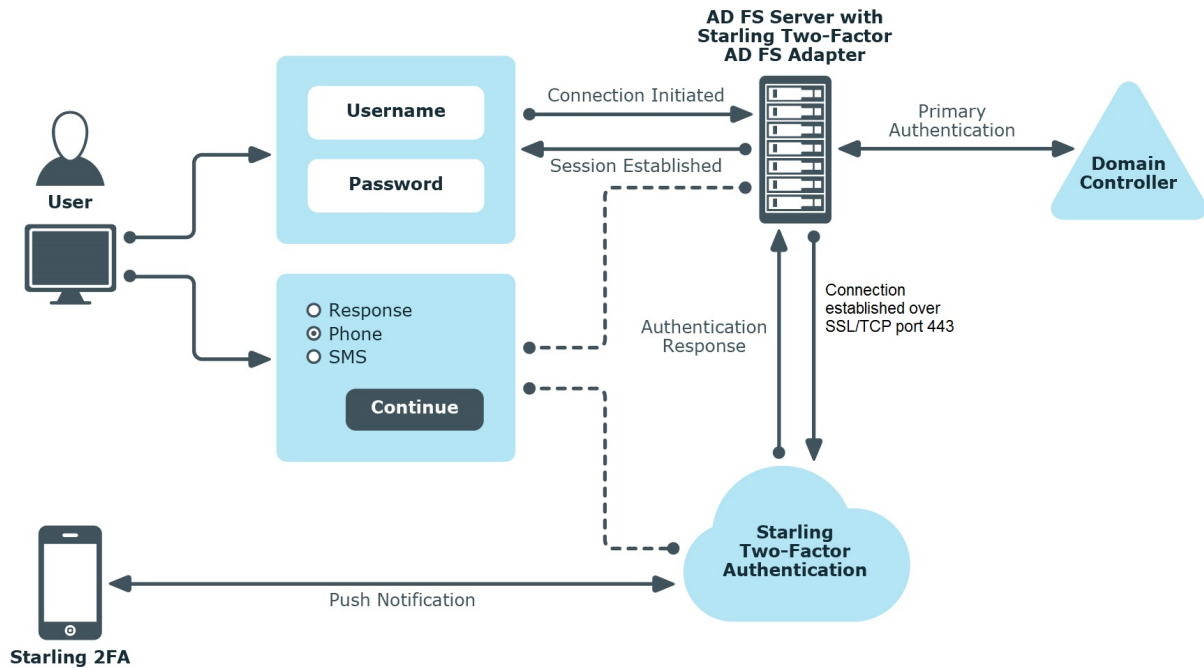 AD FS Server with
Starling Two-Factor
AD FS Adapter
Username
Password
Connection Initiated
Session Established
Primary
Authentication
Domain
Controller
User
Response
Phone
SMS
Continue
Authentication
Response
Connection
established over
SSL/TCP port 443
Starling
Two-Factor
Authentication
Push Notification
Starling 2FA